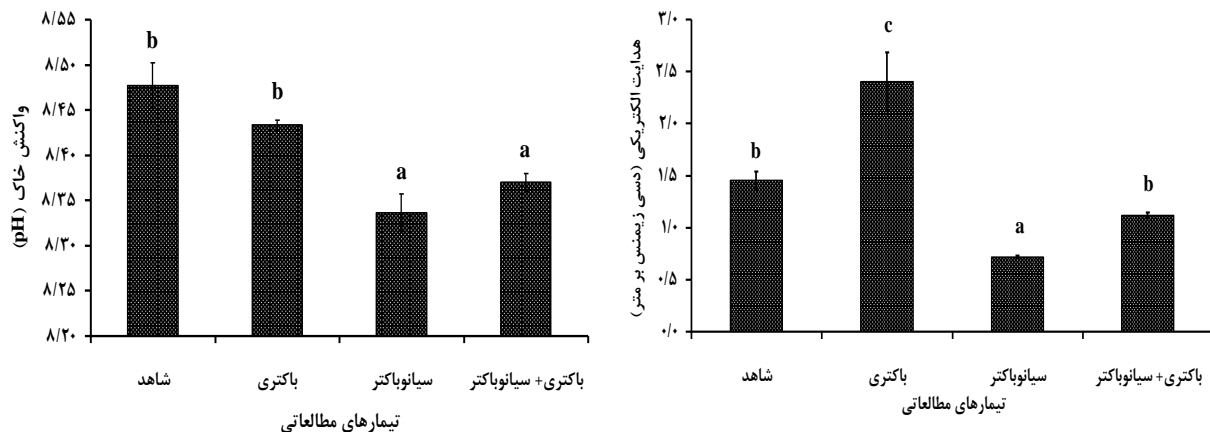 واکنش خاک (pH)
۸/۵۵
۸/۵۰
۸/۴۵
۸/۴۰
۸/۳۵
۸/۳۰
۸/۲۵
۸/۲۰
b
b
a
a
شاهد
باکتری
سیانوباکتر
باکتری+ سیانوباکتر
تیمارهای مطالعاتی
هدایت الکتریکی (دسی زیمنس بر متر)
۳/۰
۲/۵
۲/۰
۱/۵
۱/۰
۰/۵
۰/۰
b
c
a
b
شاهد
باکتری
سیانوباکتر
باکتری+ سیانوباکتر
تیمارهای مطالعاتی